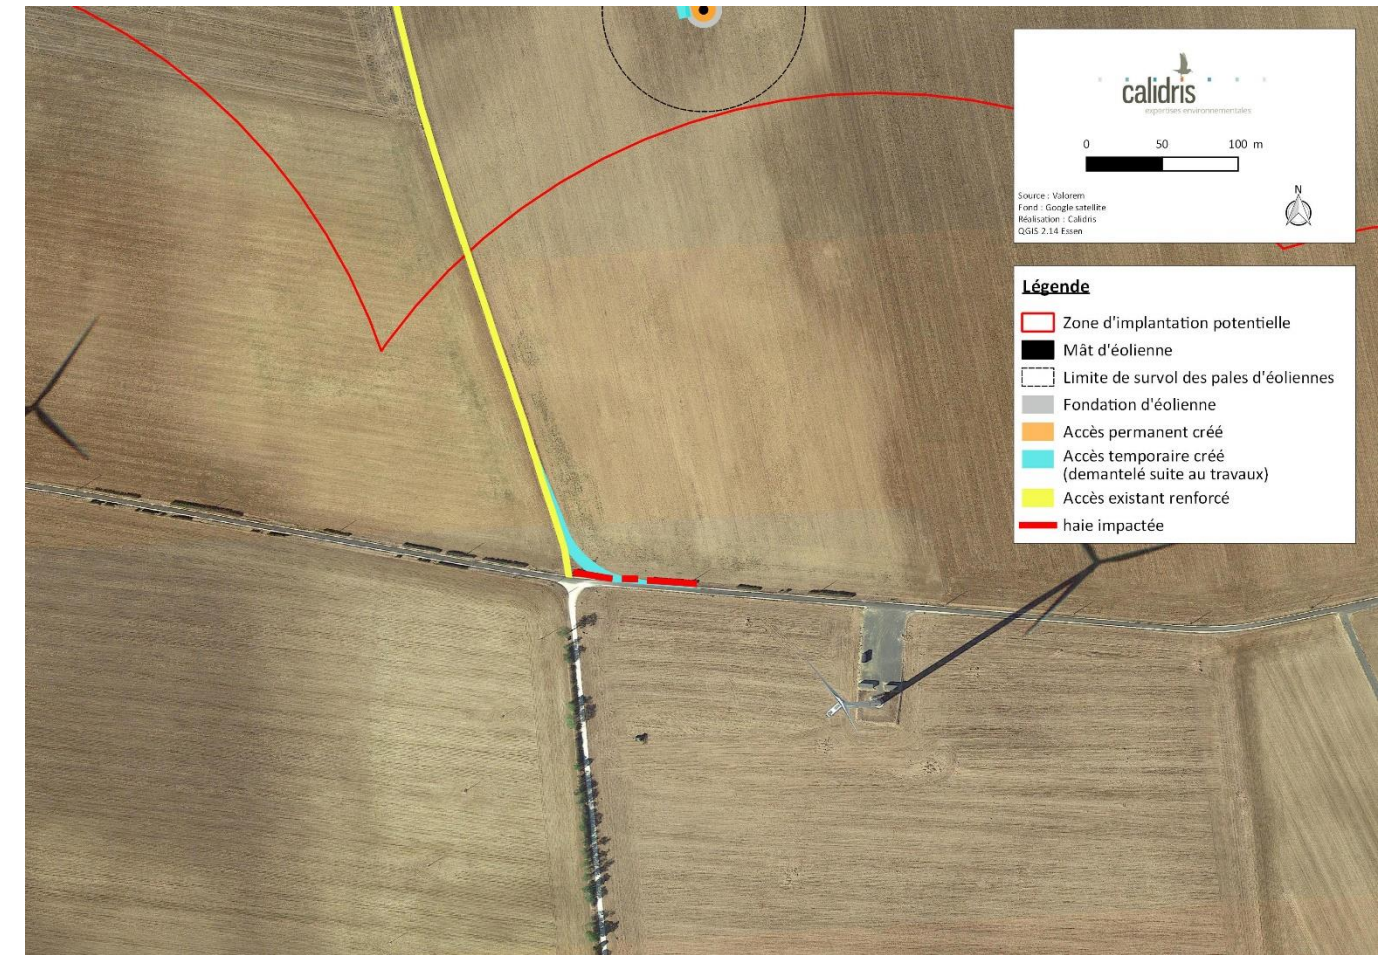 calidris
expertises environnementales
0 50 100 m
Source : Valorem
Fond : Google satellite
Réalisation : Calidris
QGIS 2.14 Essen
N
Légende
Zone d'implantation potentielle
Mât d'éolienne
Limite de survol des pales d'éoliennes
Fondation d'éolienne
Accès permanent créé
Accès temporaire créé
(demantelé suite au travaux)
Accès existant renforcé
haie impactée